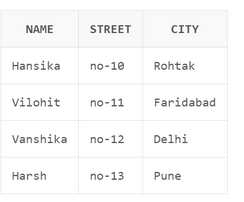 NAME STREET CITY
Hansika no-10 Rohtak
Vilohit no-11 Faridabad
Vanshika no-12 Delhi
Harsh no-13 Pune